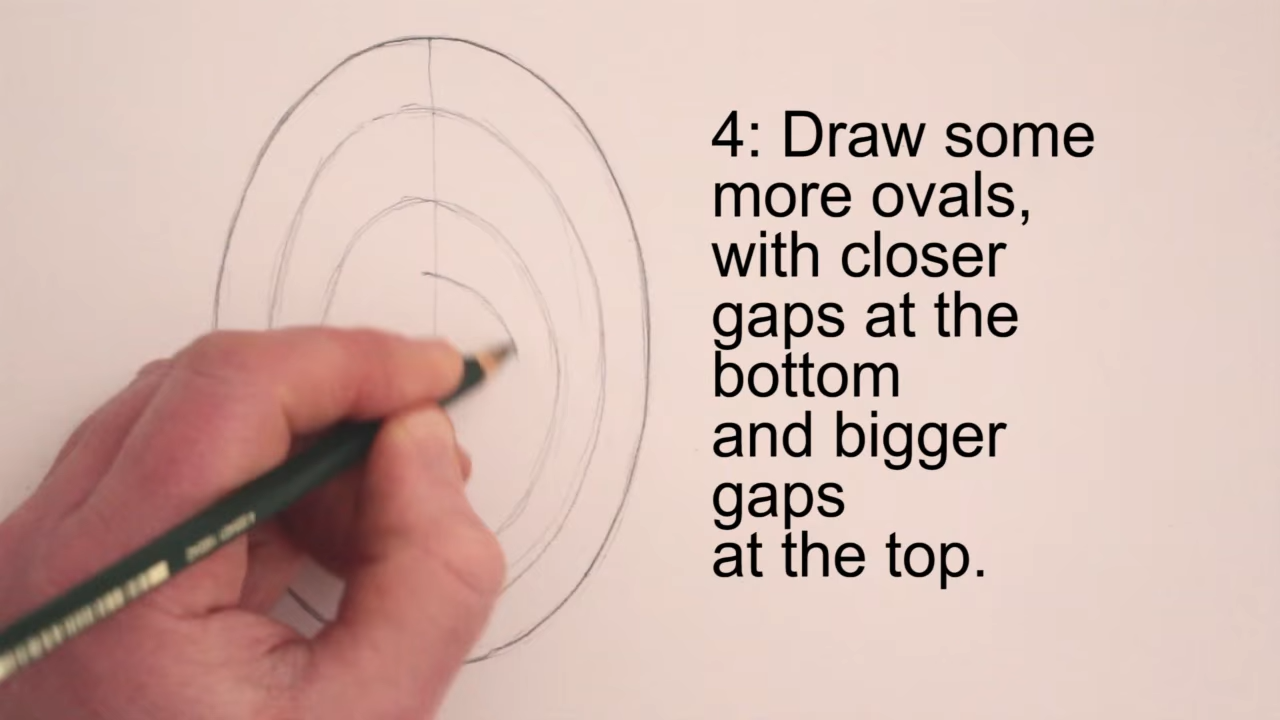 4: Draw some
more ovals,
with closer
gaps at the
bottom
and bigger
gaps
at the top.